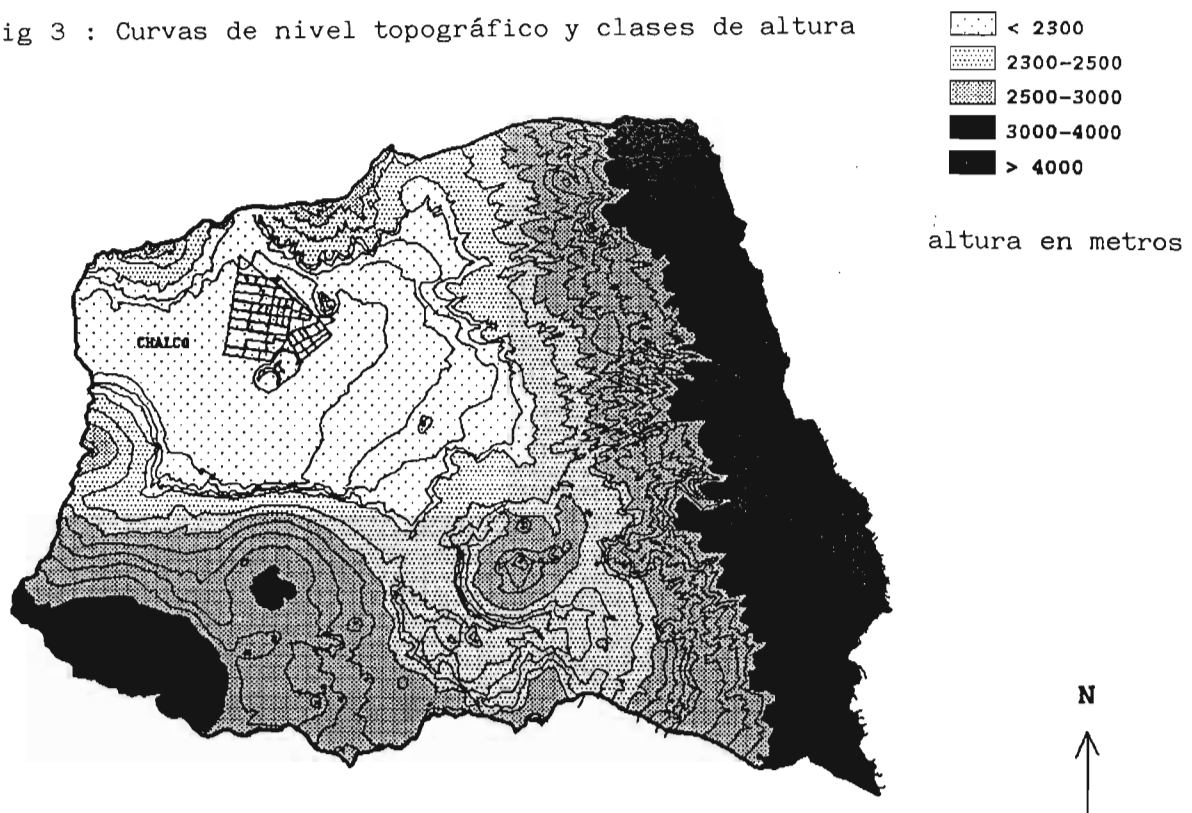 ig 3 : Curvas de nivel topográfico y clases de altura
< 2300
2300-2500
2500-3000
3000-4000
> 4000
altura en metros
CHALCO
N